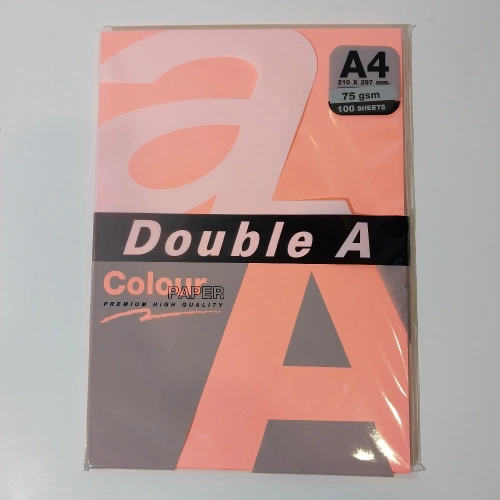 a
A4
210 X 297 mm.
75 gsm
100 SHEETS
Double A
Colour
PAPER
PREMIUM HIGH QUALITY
A